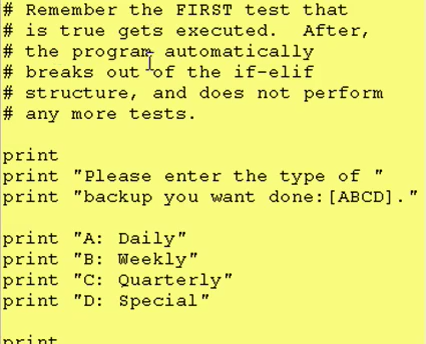 # Remember the FIRST test that
# is true gets executed.  After,
# the program automatically
# breaks out of the if-elif
# structure, and does not perform
# any more tests.
print
print "Please enter the type of "
print "backup you want done:[ABCD]."
print "A: Daily"
print "B: Weekly"
print "C: Quarterly"
print "D: Special"
print